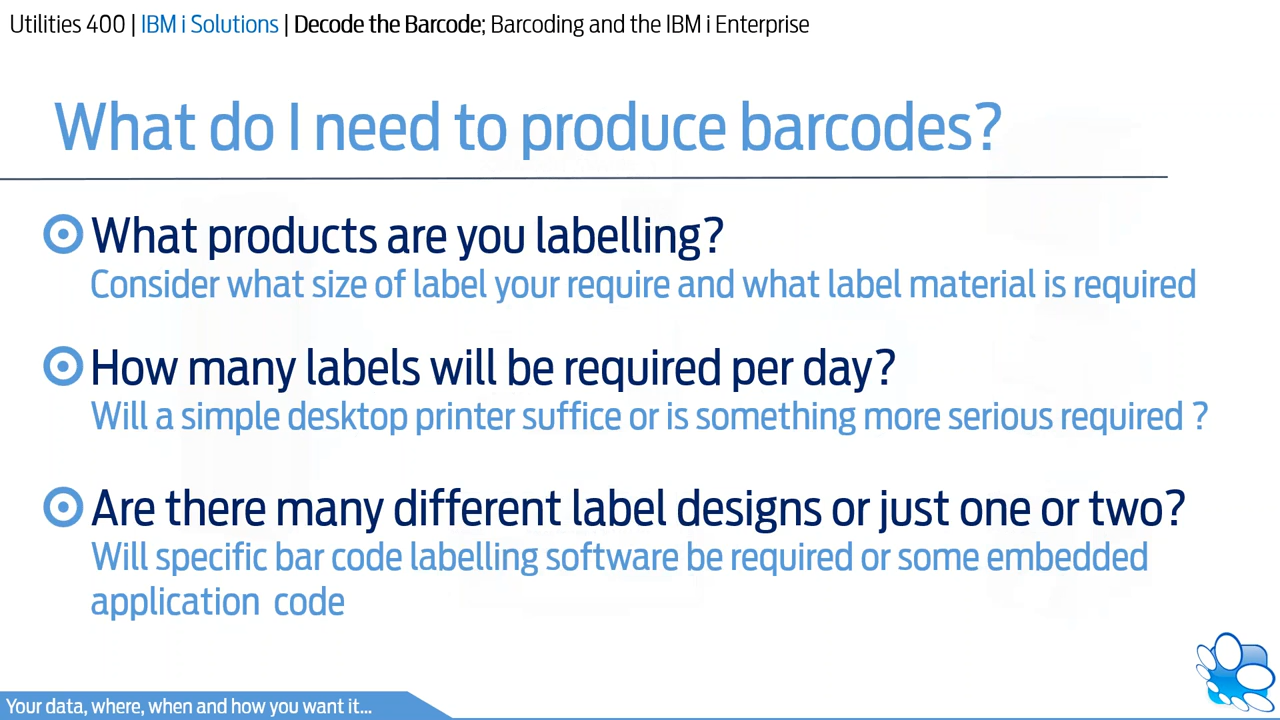 Utilities 400 | IBM i Solutions | Decode the Barcode; Barcoding and the IBM i Enterprise
What do I need to produce barcodes?
What products are you labelling?
Consider what size of label your require and what label material is required
How many labels will be required per day?
Will a simple desktop printer suffice or is something more serious required ?
Are there many different label designs or just one or two?
Will specific bar code labelling software be required or some embedded
application code
Your data, where, when and how you want it...